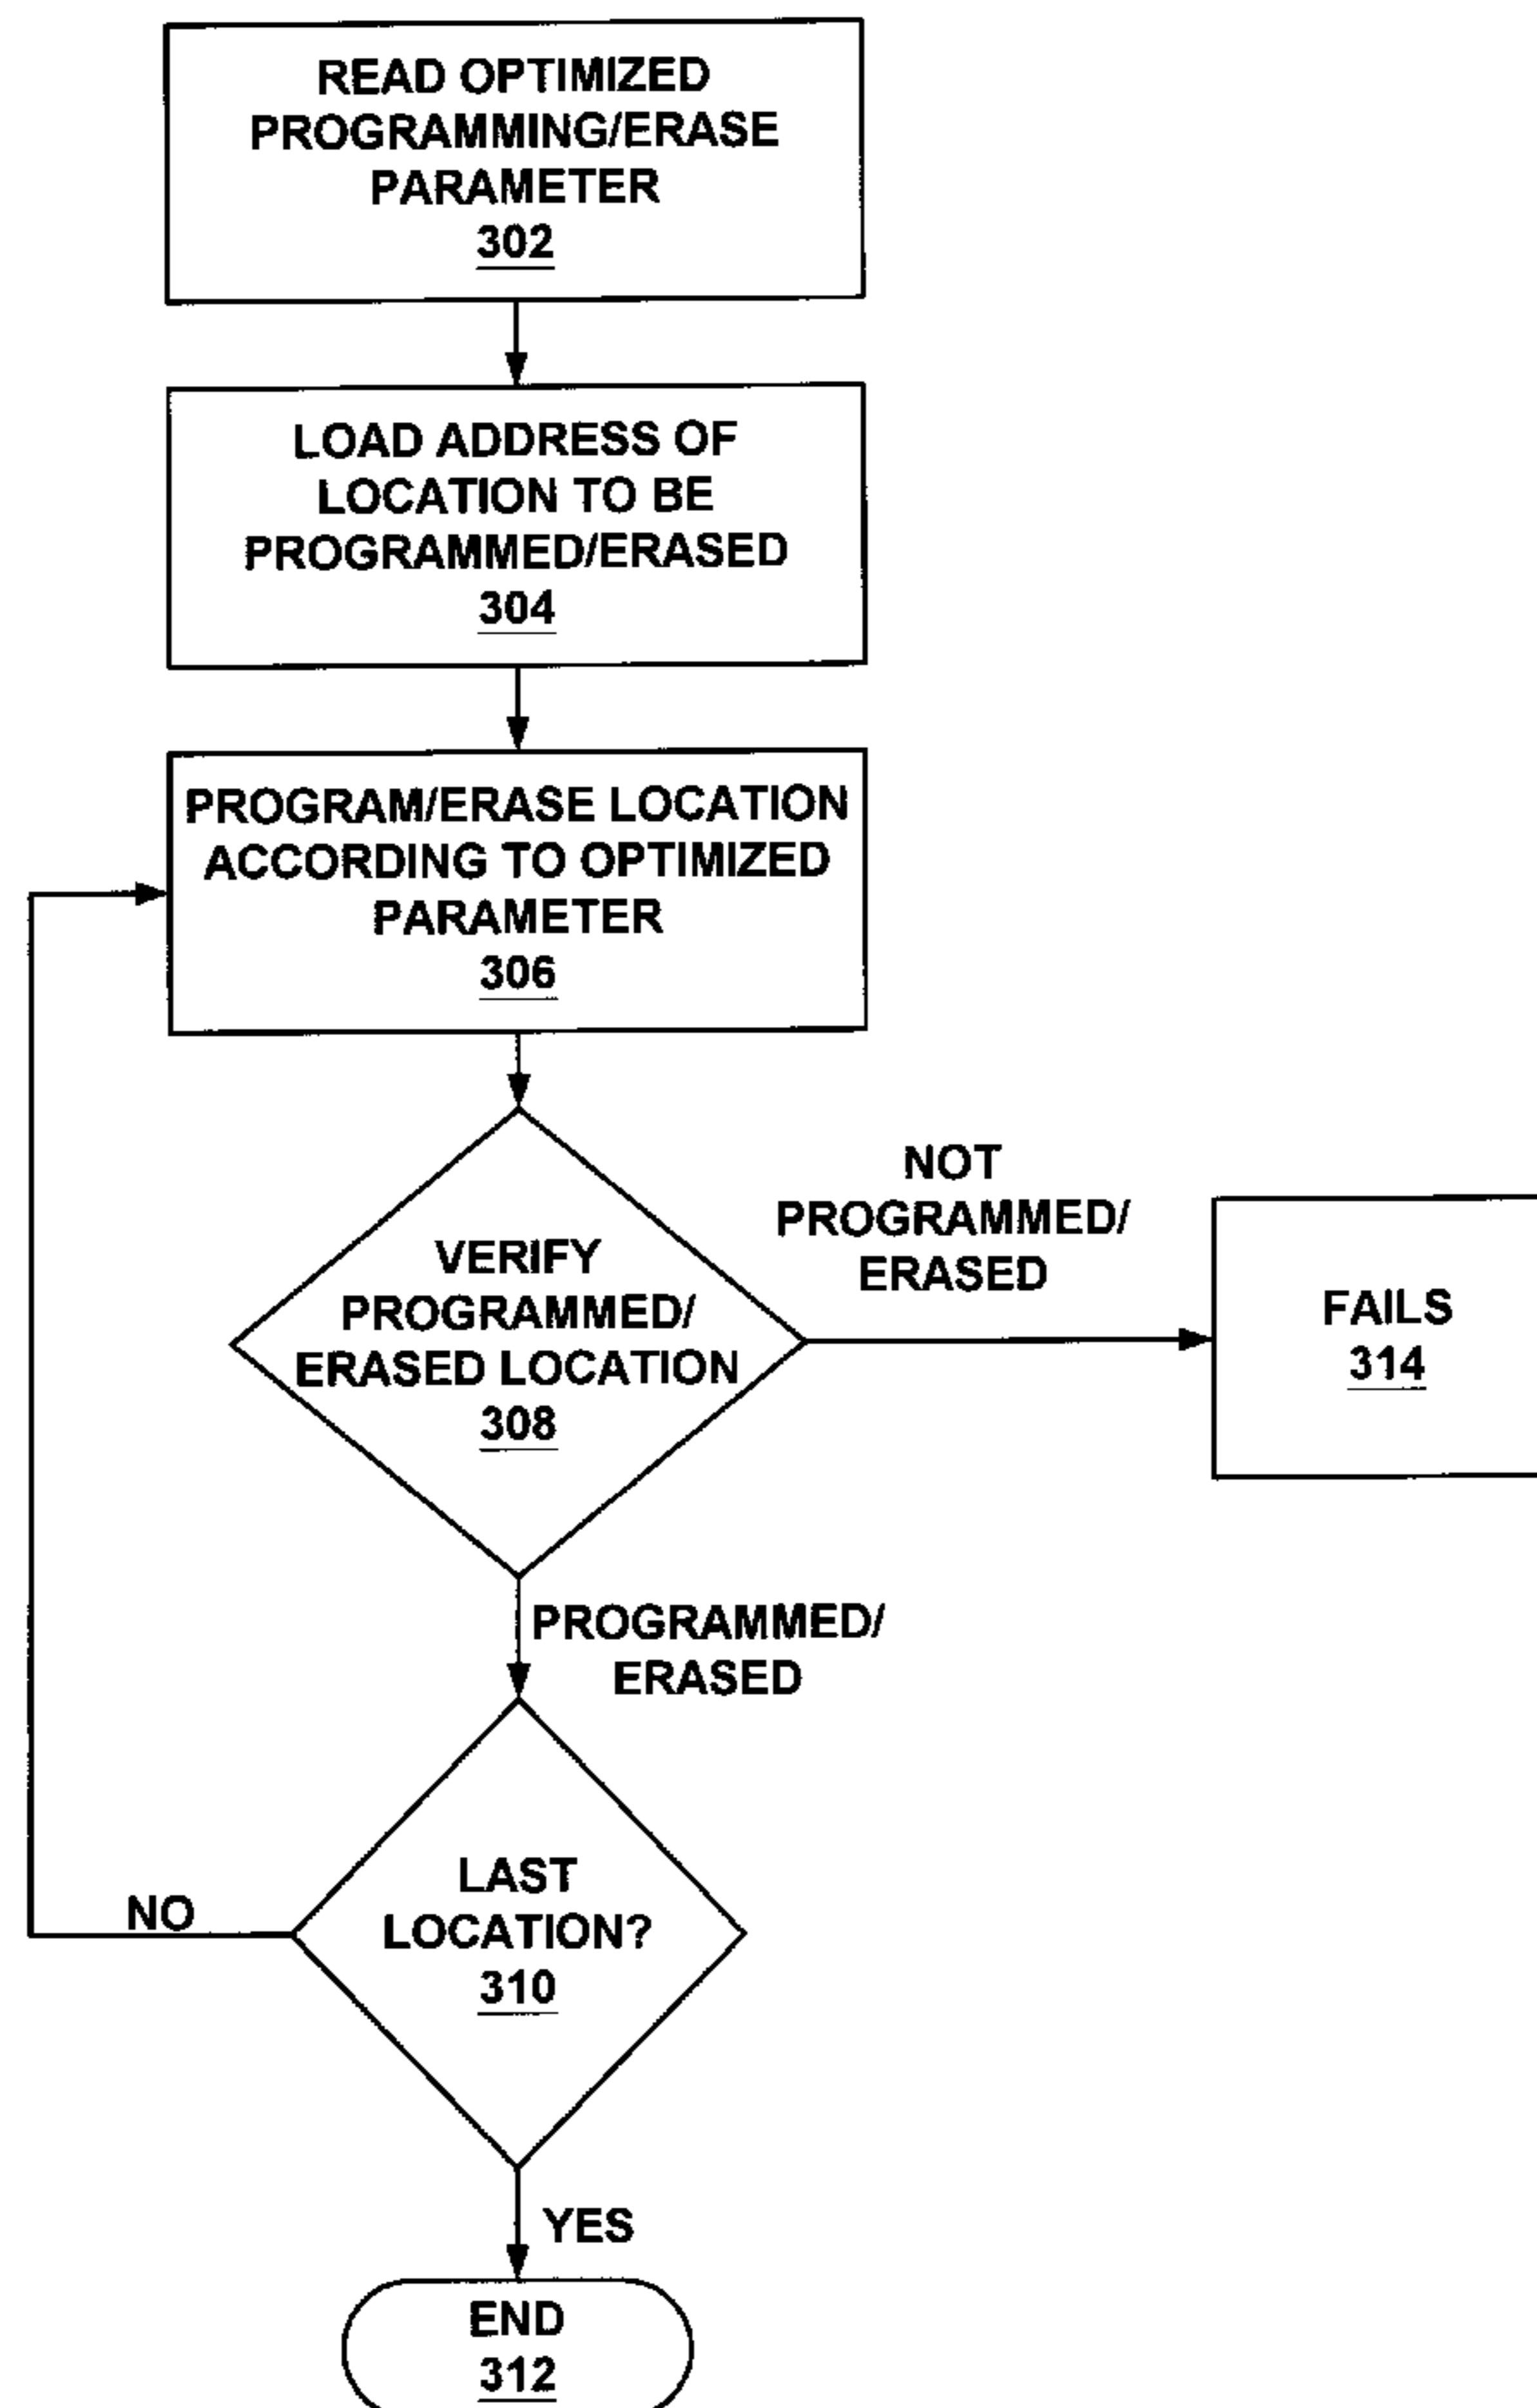 READ OPTIMIZED
PROGRAMMING/ERASE
PARAMETER
302
LOAD ADDRESS OF
LOCATION TO BE
PROGRAMMED/ERASED
304
PROGRAM/ERASE LOCATION
ACCORDING TO OPTIMIZED
PARAMETER
306
VERIFY
PROGRAMMED/
ERASED LOCATION
308
NOT
PROGRAMMED/
ERASED
FAILS
314
PROGRAMMED/
ERASED
LAST
LOCATION?
310
NO
YES
END
312